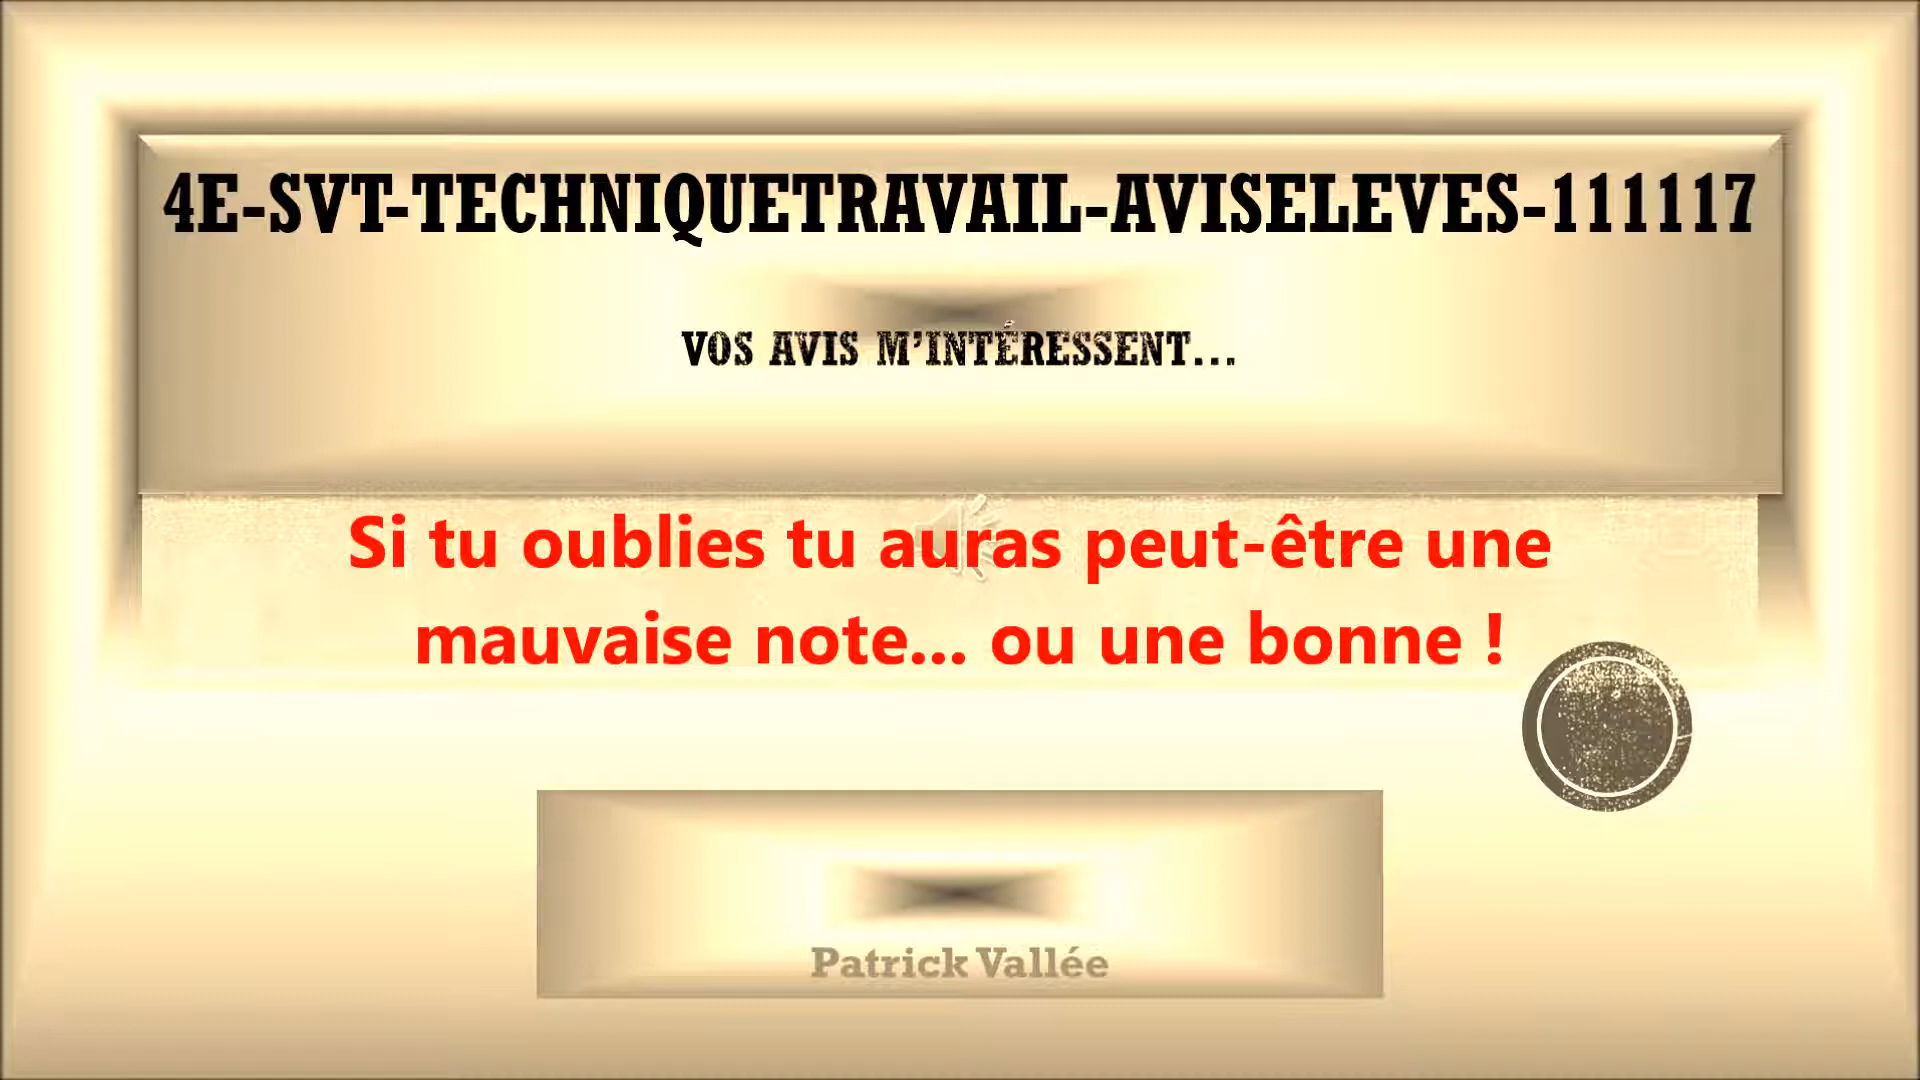 4E-SVT-TECHNIQUETRAVAIL-AVISELEVES-111117
VOS AVIS M'INTÉRESSENT...
Si tu oublies tu auras peut-être une
mauvaise note... ou une bonne !
Patrick Vallée